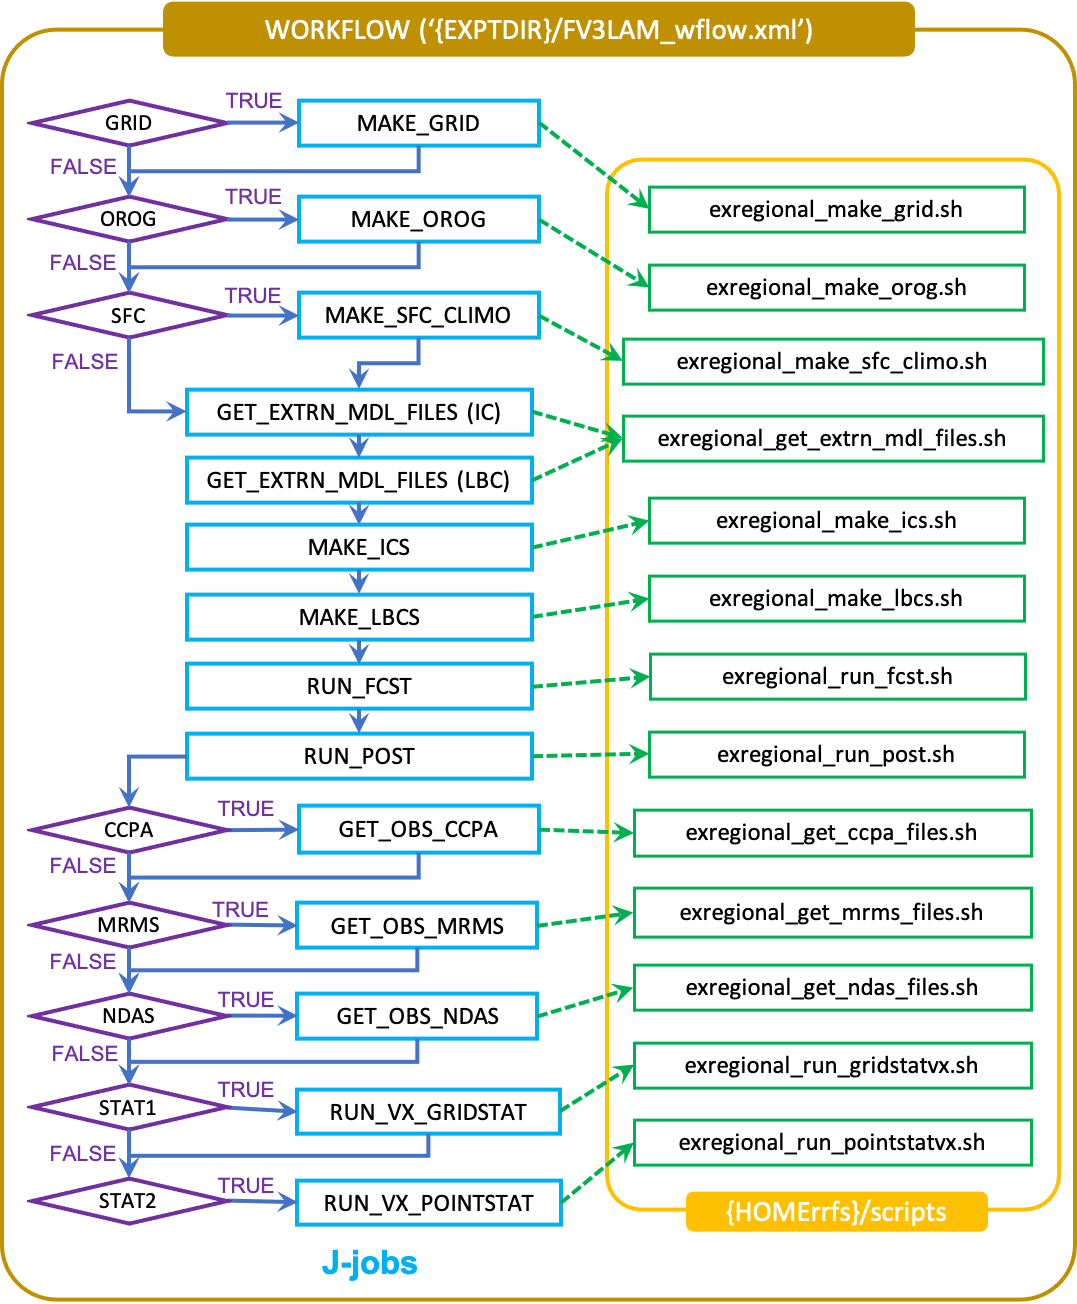 WORKFLOW (‘{EXPTDIR}/FV3LAM_wflow.xml’)
GRID
TRUE
MAKE_GRID
FALSE
exregional_make_grid.sh
OROG
TRUE
MAKE_OROG
FALSE
exregional_make_orog.sh
SFC
TRUE
MAKE_SFC_CLIMO
FALSE
exregional_make_sfc_climo.sh
GET_EXTRN_MDL_FILES (IC)
exregional_get_extrn_mdl_files.sh
GET_EXTRN_MDL_FILES (LBC)
MAKE_ICS
exregional_make_ics.sh
MAKE_LBCS
exregional_make_lbcs.sh
RUN_FCST
exregional_run_fcst.sh
RUN_POST
exregional_run_post.sh
CCPA
TRUE
GET_OBS_CCPA
exregional_get_ccpa_files.sh
FALSE
MRMS
TRUE
GET_OBS_MRMS
exregional_get_mrms_files.sh
FALSE
NDAS
TRUE
GET_OBS_NDAS
exregional_get_ndas_files.sh
FALSE
STAT1
TRUE
RUN_VX_GRIDSTAT
exregional_run_gridstatvx.sh
FALSE
STAT2
TRUE
RUN_VX_POINTSTAT
exregional_run_pointstatvx.sh
{HOMErrfs}/scripts
J-jobs